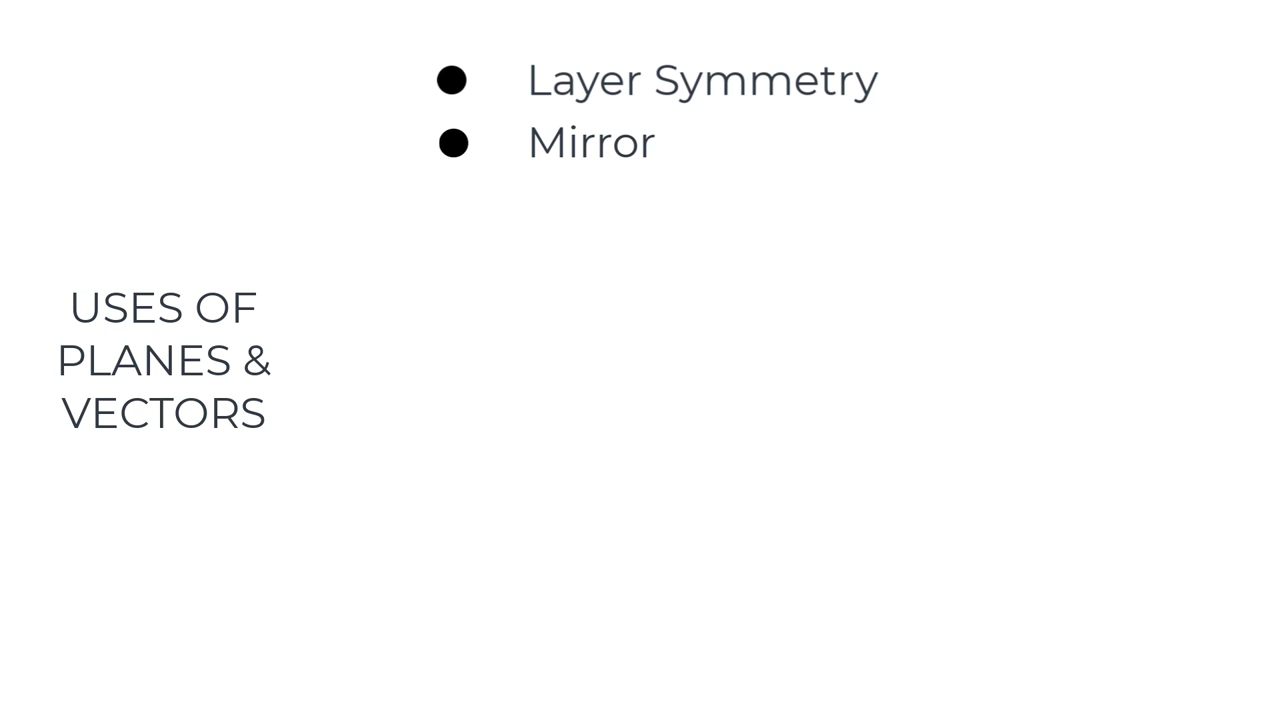 Layer Symmetry
Mirror
USES OF
PLANES &
VECTORS